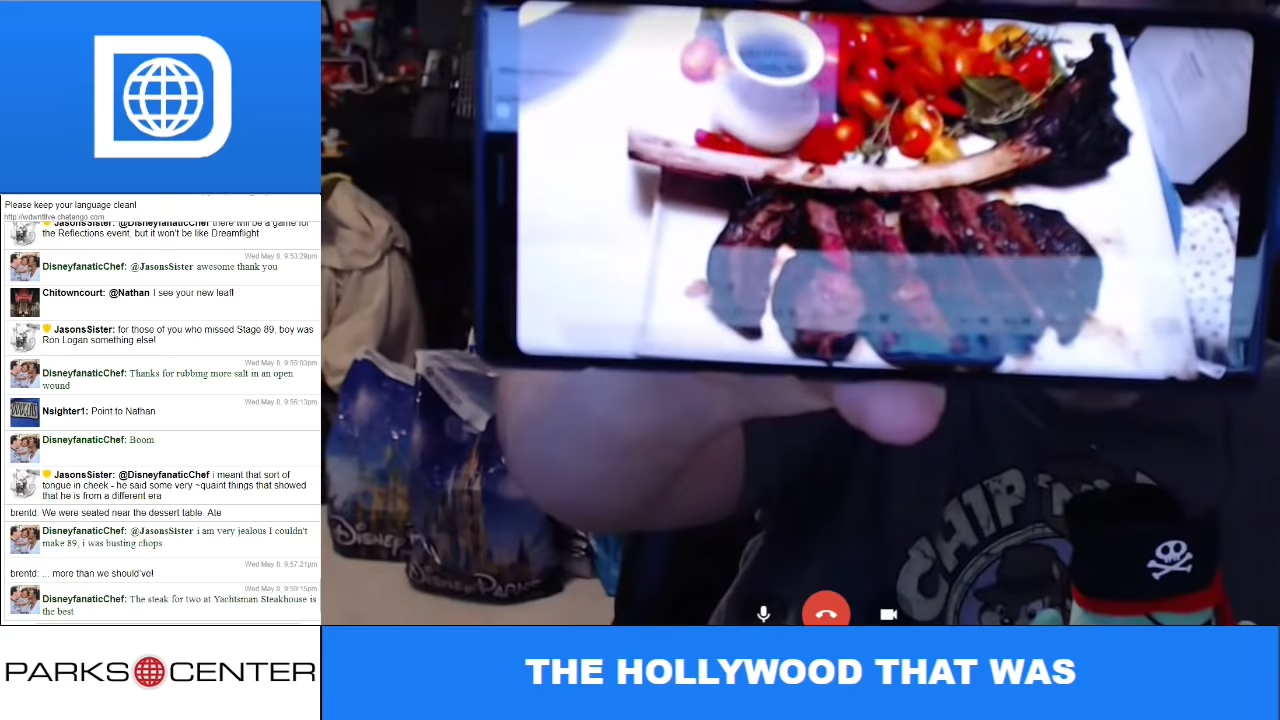 Please keep your language clean!
http://wdwntlive.chatango.com
JasonsSister: @DisneyfanaticChef there will be a game for
the Reflections event, but it won't be like Dreamflight
Wed May 8, 9:53:29pm
DisneyfanaticChef: @JasonsSister awesome thank you
Chitowncourt: @Nathan I see your new leaf!
JasonsSister: for those of you who missed Stage 89, boy was
Ron Logan something else!
Wed May 8, 9:55:03pm
DisneyfanaticChef: Thanks for rubbing more salt in an open
wound
Wed May 8, 9:56:13pm
Nsighter1: Point to Nathan
DisneyfanaticChef: Boom
JasonsSister: @DisneyfanaticChef i meant that sort of
tongue in cheek - he said some very ~quaint things that showed
that he is from a different era
brentd: We were seated near the dessert table. Ate
DisneyfanaticChef: @JasonsSister i am very jealous I couldn't
make 89, i was busting chops
Wed May 8, 9:57:21pm
brentd: ... more than we should've!
Wed May 8, 9:59:15pm
DisneyfanaticChef: The steak for two at Yachtsman Steakhouse is
the best
DISNEY
DISNEY PARKS
CHIP 'N
PARKS CENTER
THE HOLLYWOOD THAT WAS